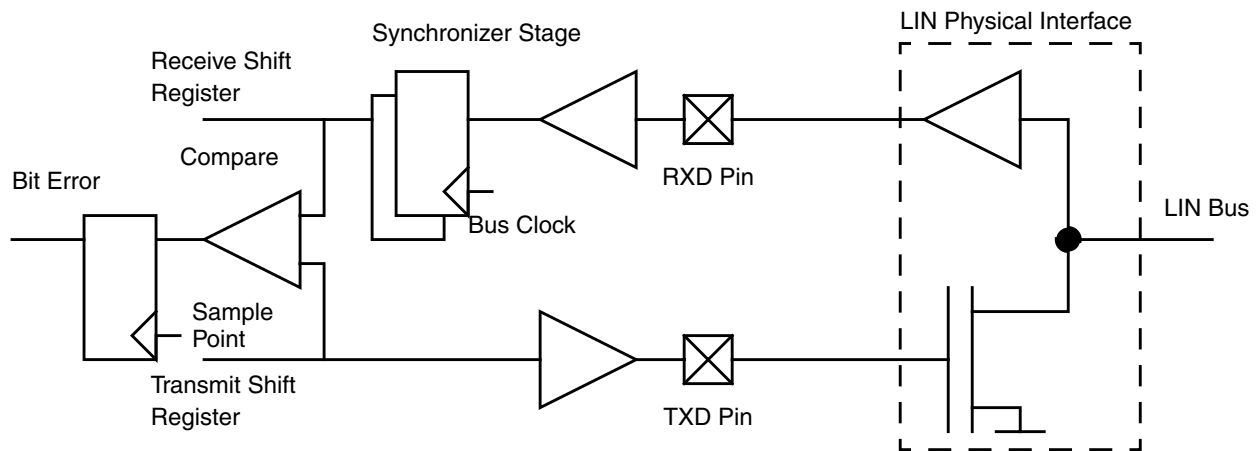 LIN Physical Interface
Synchronizer Stage
Receive Shift
Register
Compare
RXD Pin
Bit Error
LIN Bus
Bus Clock
Sample
Point
Transmit Shift
Register
TXD Pin